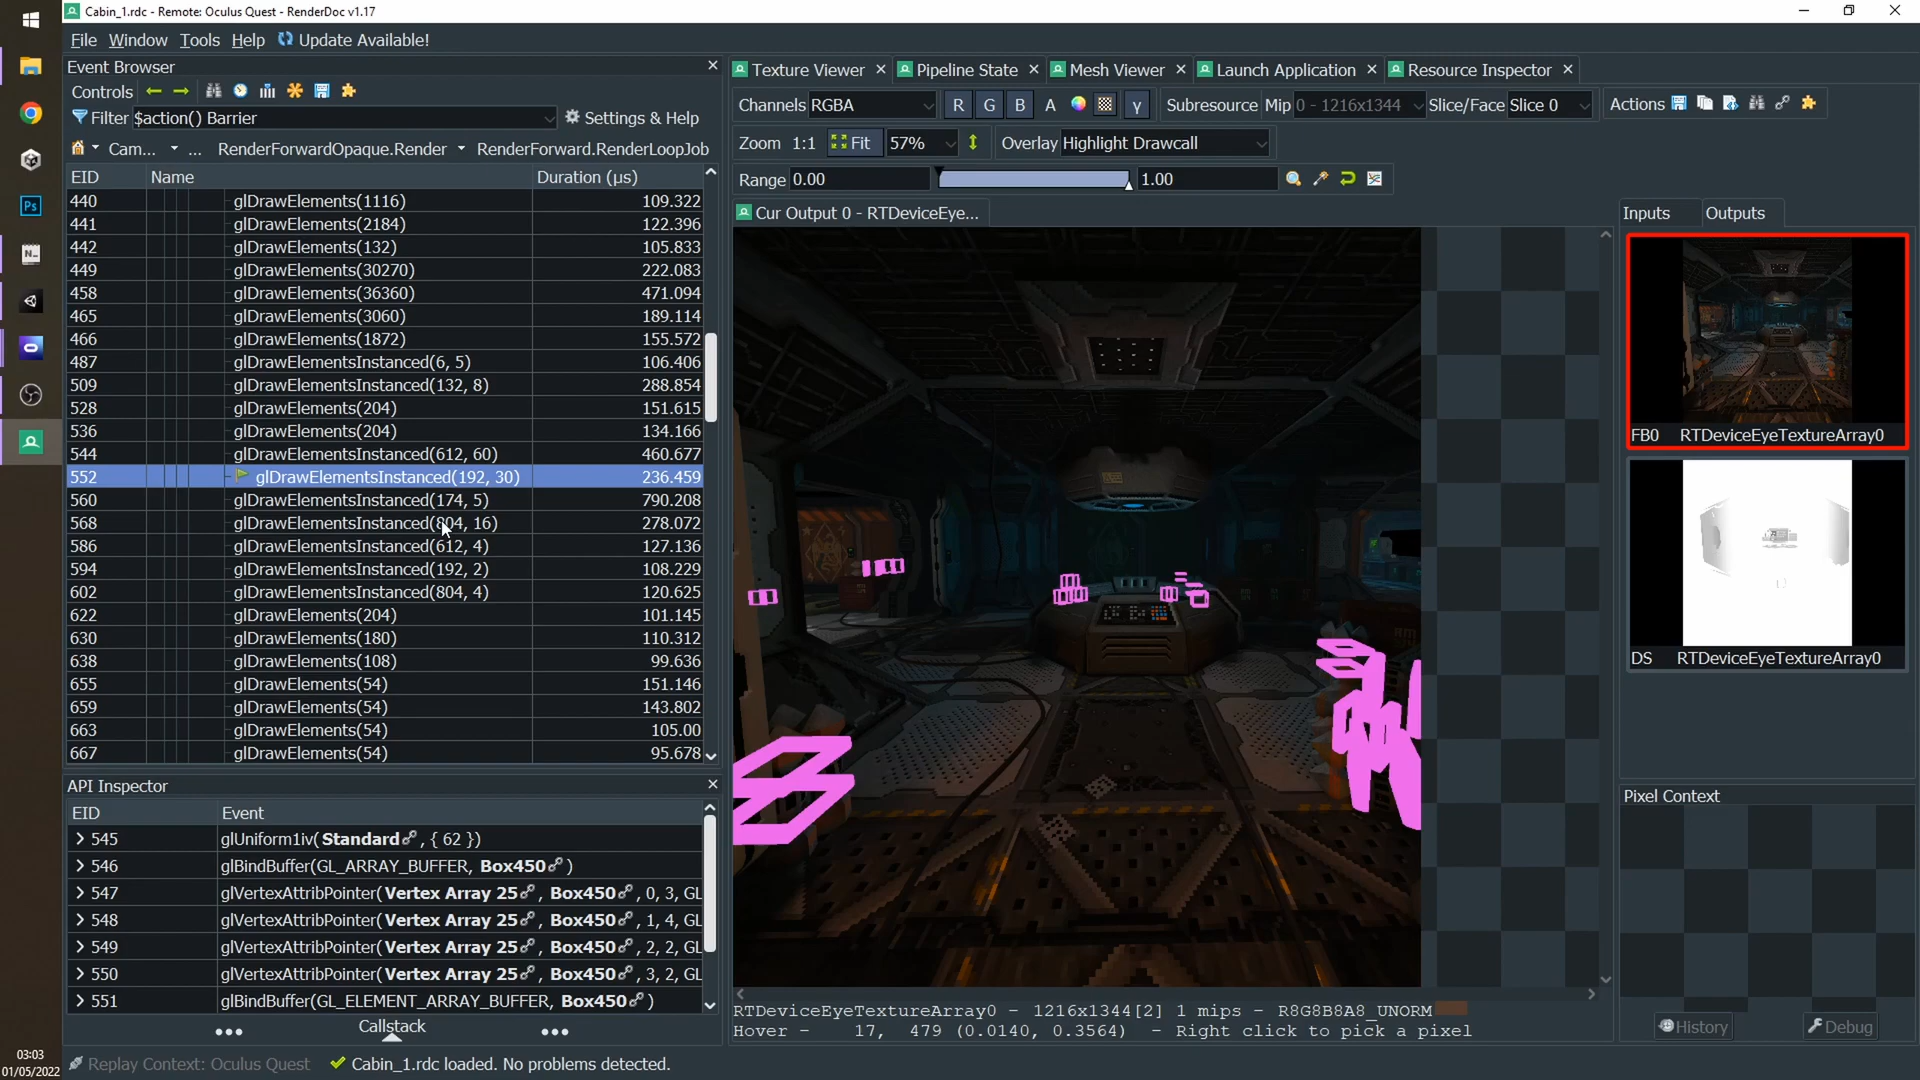 Cabin_1.rdc - Remote: Oculus Quest - RenderDoc v1.17
File Window Tools Help Update Available!
Event Browser
Controls
Filter $action() Barrier Settings & Help
Cam... ... RenderForwardOpaque.Render RenderForward.RenderLoopJob
EID Name Duration (µs)
440 glDrawElements(1116) 109.322
441 glDrawElements(2184) 122.396
442 glDrawElements(132) 105.833
449 glDrawElements(30270) 222.083
458 glDrawElements(36360) 471.094
465 glDrawElements(3060) 189.114
466 glDrawElements(1872) 155.572
487 glDrawElementsInstanced(6, 5) 106.406
509 glDrawElementsInstanced(132, 8) 288.854
528 glDrawElements(204) 151.615
536 glDrawElements(204) 134.166
544 glDrawElementsInstanced(612, 60) 460.677
552 glDrawElementsInstanced(192, 30) 236.459
560 glDrawElementsInstanced(174, 5) 790.208
568 glDrawElementsInstanced(804, 16) 278.072
586 glDrawElementsInstanced(612, 4) 127.136
594 glDrawElementsInstanced(192, 2) 108.229
602 glDrawElementsInstanced(804, 4) 120.625
622 glDrawElements(204) 101.145
630 glDrawElements(180) 110.312
638 glDrawElements(108) 99.636
655 glDrawElements(54) 151.146
659 glDrawElements(54) 143.802
663 glDrawElements(54) 105.00
667 glDrawElements(54) 95.678
API Inspector
EID Event
545 glUniform1iv(Standard, { 62 })
546 glBindBuffer(GL_ARRAY_BUFFER, Box450)
547 glVertexAttribPointer(Vertex Array 25, Box450, 0, 3, GL
548 glVertexAttribPointer(Vertex Array 25, Box450, 1, 4, GL
549 glVertexAttribPointer(Vertex Array 25, Box450, 2, 2, GL
550 glVertexAttribPointer(Vertex Array 25, Box450, 3, 2, GL
551 glBindBuffer(GL_ELEMENT_ARRAY_BUFFER, Box450)
Callstack
Replay Context: Oculus Quest Cabin_1.rdc loaded. No problems detected.
Texture Viewer Pipeline State Mesh Viewer Launch Application Resource Inspector
Channels RGBA R G B A γ Subresource Mip 0 - 1216x1344 Slice/Face Slice 0 Actions
Zoom 1:1 Fit 57% Overlay Highlight Drawcall
Range 0.00 1.00
Cur Output 0 - RTDeviceEye...
RTDeviceEyeTextureArray0 - 1216x1344[2] 1 mips - R8G8B8A8_UNORM
Hover - 17, 479 (0.0140, 0.3564) - Right click to pick a pixel
Inputs Outputs
FB0 RTDeviceEyeTextureArray0
DS RTDeviceEyeTextureArray0
Pixel Context
History Debug
Ps
N..
03:03
01/05/2022